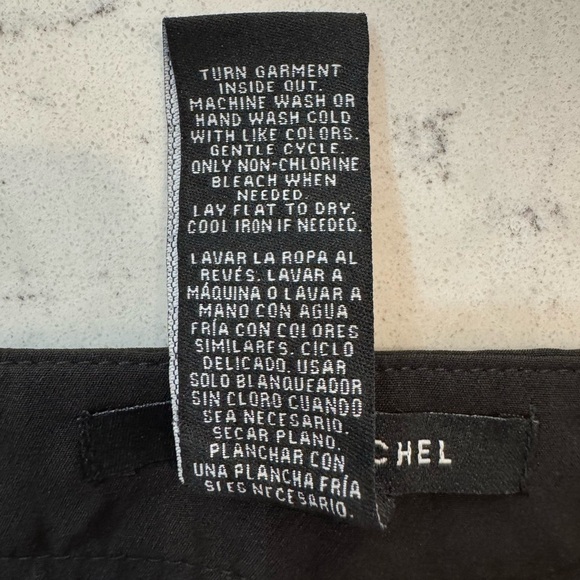 TURN GARMENT
INSIDE OUT.
MACHINE WASH OR
HAND WASH COLD
WITH LIKE COLORS.
GENTLE CYCLE.
ONLY NON-CHLORINE
BLEACH WHEN
NEEDED.
LAY FLAT TO DRY.
COOL IRON IF NEEDED.
LAVAR LA ROPA AL
REVÉS. LAVAR A
MÁQUINA O LAVAR A
MANO CON AGUA
FRÍA CON COLORES
SIMILARES. CICLO
DELICADO. USAR
SOLO BLANQUEADOR
SIN CLORO CUANDO
SEA NECESARIO.
SECAR PLANO.
PLANCHAR CON
UNA PLANCHA FRÍA
SI ES NECESARIO.
CHEL